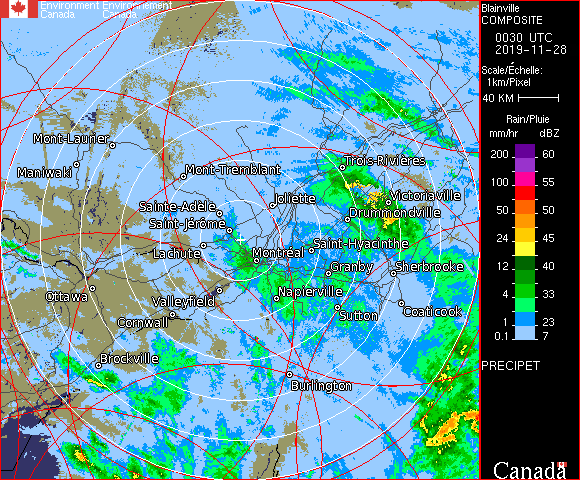 Environment Environnement
Canada Canada
Blainville
COMPOSITE
0030 UTC
2019-11-28
Scale/Échelle:
1km/Pixel
40 KM
Rain/Pluie
mm/hr dBZ
200 60
150 57
100 55
50 50
24 45
12 40
4 33
1 23
0.1 7
PRECIPET
Canada
Mont-Laurier
Maniwaki
Mont-Tremblant
Trois-Rivières
Sainte-Adèle
Joliette
Victoriaville
Saint-Jérôme
Drummondville
Lachute
Montréal
Saint-Hyacinthe
Granby
Sherbrooke
Ottawa
Valleyfield
Napierville
Cornwall
Sutton
Coaticook
Brockville
Burlington